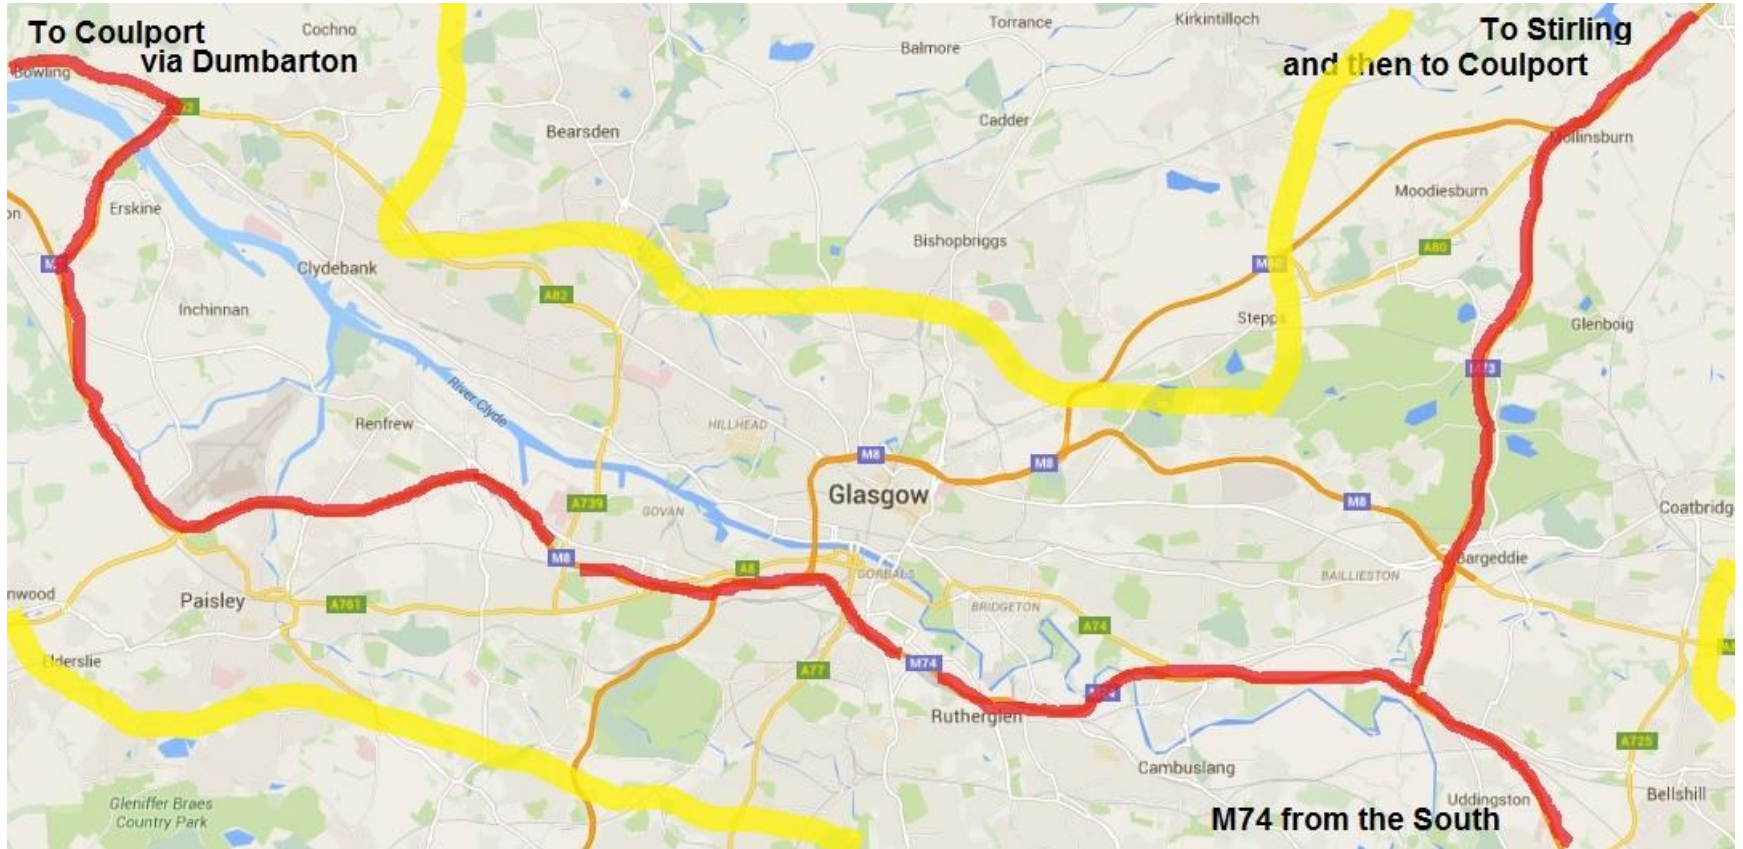 To Coulport
via Dumbarton
Cochno
Torrance
Kirkintilloch
To Stirling
and then to Coulport
Balmore
Bowling
Bearsden
Cadder
Mollinsburn
Moodiesburn
Erskine
Bishopbriggs
A80
Clydebank
A82
Inchinnan
Stepps
Glenboig
M73
River Clyde
Renfrew
HILLHEAD
M8
M8
Glasgow
M8
A739
GOVAN
Coatbridg
M8
A8
GORBALS
BAILLIESTON
Bargeddie
nwood
Paisley
A761
BRIDGETON
A74
Elderslie
A77
M74
Rutherglen
A725
Cambuslang
Gleniffer Braes
Country Park
Uddingston
Bellshill
M74 from the South